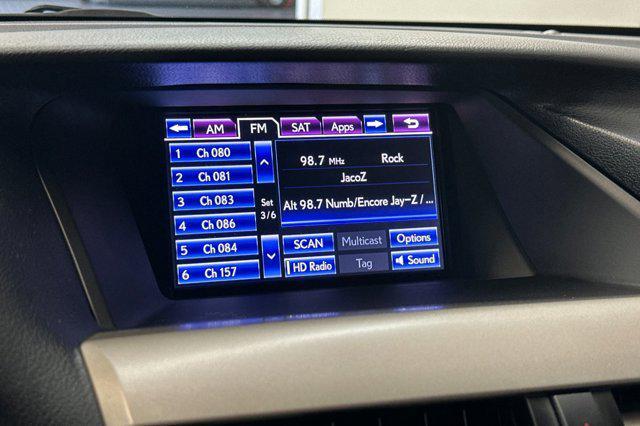 AM FM SAT Apps
1 Ch 080
2 Ch 081
3 Ch 083
4 Ch 086
5 Ch 084
6 Ch 157
Set
3/6
98.7 MHz Rock
JacoZ
Alt 98.7 Numb/Encore Jay-Z / ...
SCAN Multicast Options
HD Radio Tag Sound